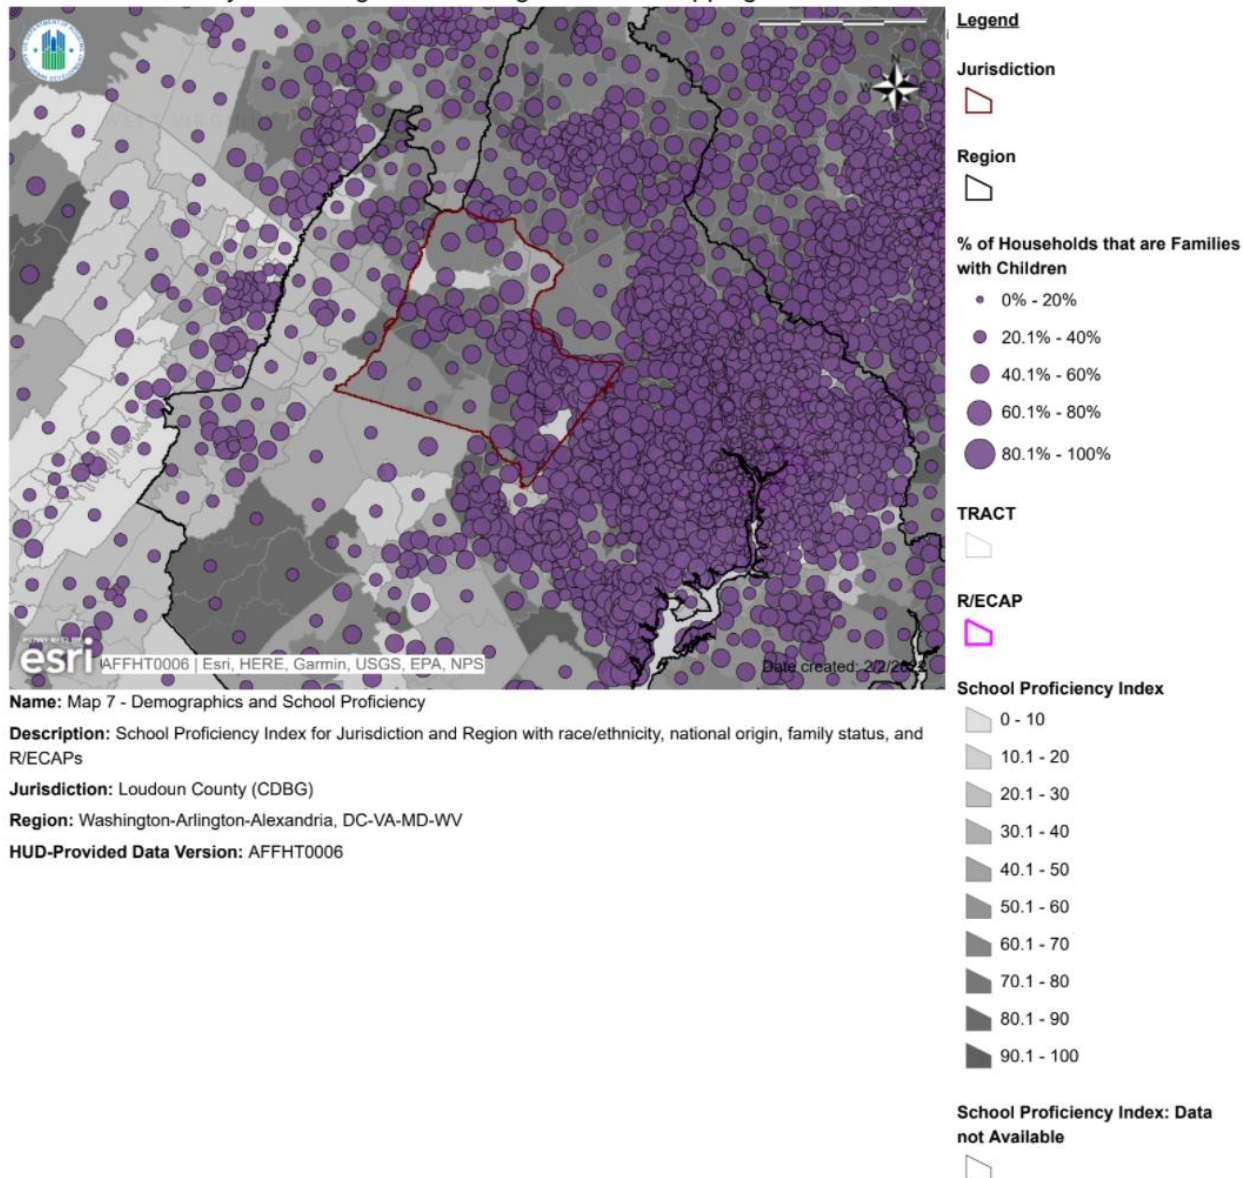 Legend
Jurisdiction
Region
% of Households that are Families
with Children
0% - 20%
20.1% - 40%
40.1% - 60%
60.1% - 80%
80.1% - 100%
TRACT
R/ECAP
School Proficiency Index
0 - 10
10.1 - 20
20.1 - 30
30.1 - 40
40.1 - 50
50.1 - 60
60.1 - 70
70.1 - 80
80.1 - 90
90.1 - 100
School Proficiency Index: Data
not Available
N
esri
AFFHT0006 | Esri, HERE, Garmin, USGS, EPA, NPS
Date created:
Name: Map 7 - Demographics and School Proficiency
Description: School Proficiency Index for Jurisdiction and Region with race/ethnicity, national origin, family status, and
R/ECAPs
Jurisdiction: Loudoun County (CDBG)
Region: Washington-Arlington-Alexandria, DC-VA-MD-WV
HUD-Provided Data Version: AFFHT0006